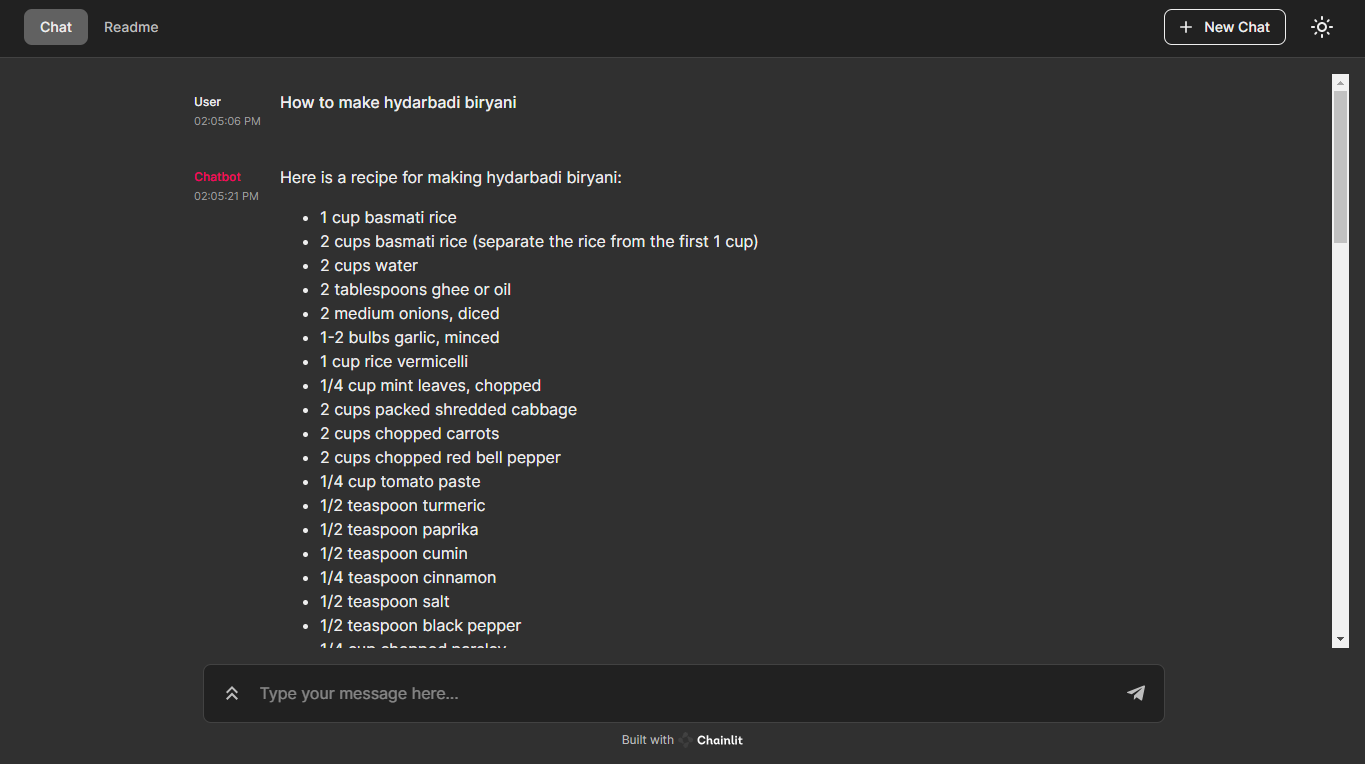 Chat Readme + New Chat
User How to make hydarbadi biryani
02:05:06 PM
Chatbot Here is a recipe for making hydarbadi biryani:
02:05:21 PM
• 1 cup basmati rice
• 2 cups basmati rice (separate the rice from the first 1 cup)
• 2 cups water
• 2 tablespoons ghee or oil
• 2 medium onions, diced
• 1-2 bulbs garlic, minced
• 1 cup rice vermicelli
• 1/4 cup mint leaves, chopped
• 2 cups packed shredded cabbage
• 2 cups chopped carrots
• 2 cups chopped red bell pepper
• 1/4 cup tomato paste
• 1/2 teaspoon turmeric
• 1/2 teaspoon paprika
• 1/2 teaspoon cumin
• 1/4 teaspoon cinnamon
• 1/2 teaspoon salt
• 1/2 teaspoon black pepper
1/4 cup chopped parsley
Type your message here...
Built with Chainlit